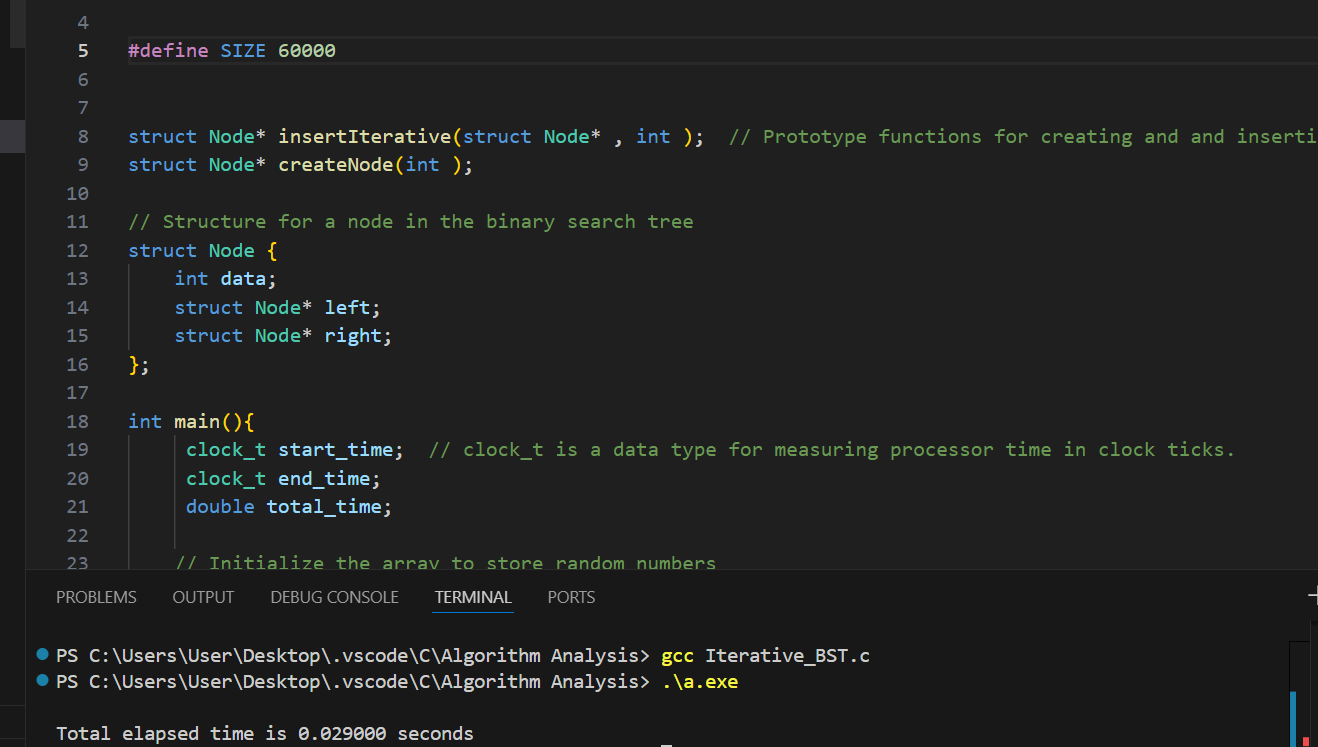 4
5 #define SIZE 60000
6
7
8 struct Node* insertIterative(struct Node* , int ); // Prototype functions for creating and and inserti
9 struct Node* createNode(int );
10
11 // Structure for a node in the binary search tree
12 struct Node {
13 int data;
14 struct Node* left;
15 struct Node* right;
16 };
17
18 int main(){
19 clock_t start_time; // clock_t is a data type for measuring processor time in clock ticks.
20 clock_t end_time;
21 double total_time;
22
23 // Initialize the array to store random numbers
PROBLEMS OUTPUT DEBUG CONSOLE TERMINAL PORTS
PS C:\Users\User\Desktop\.vscode\C\Algorithm Analysis> gcc Iterative_BST.c
PS C:\Users\User\Desktop\.vscode\C\Algorithm Analysis> .\a.exe
Total elapsed time is 0.029000 seconds